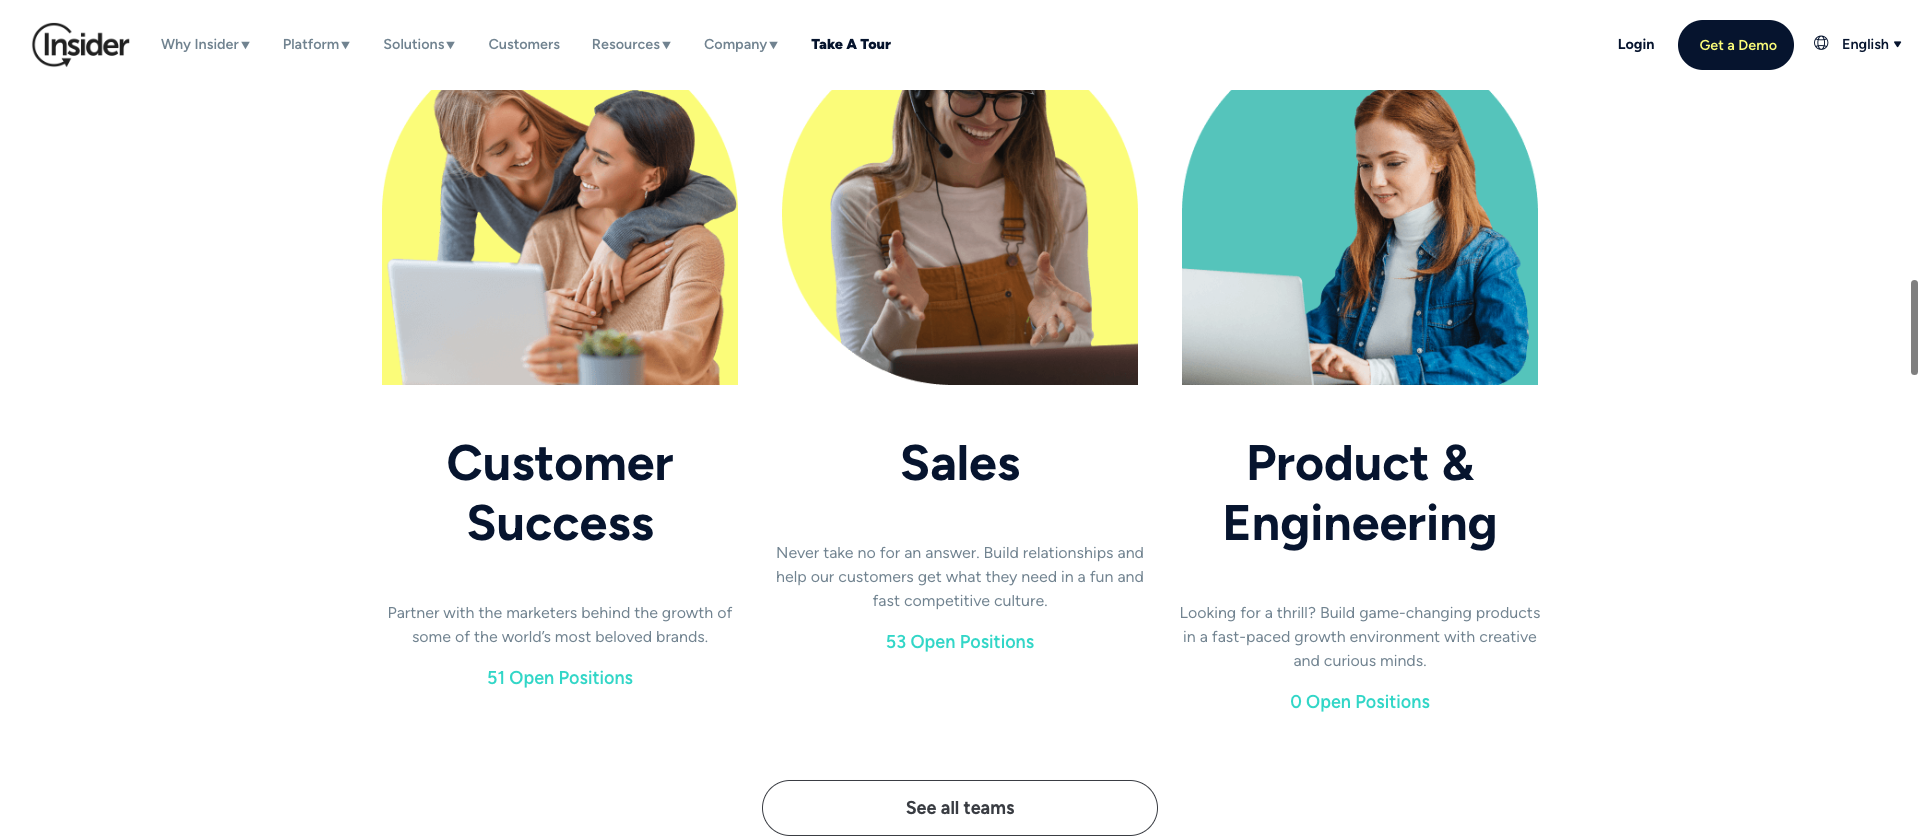 Insider
Why Insider
Platform
Solutions
Customers
Resources
Company
Take A Tour
Login
Get a Demo
English
Customer
Success
Partner with the marketers behind the growth of
some of the world's most beloved brands.
51 Open Positions
Sales
Never take no for an answer. Build relationships and
help our customers get what they need in a fun and
fast competitive culture.
53 Open Positions
Product &
Engineering
Looking for a thrill? Build game-changing products
in a fast-paced growth environment with creative
and curious minds.
0 Open Positions
See all teams